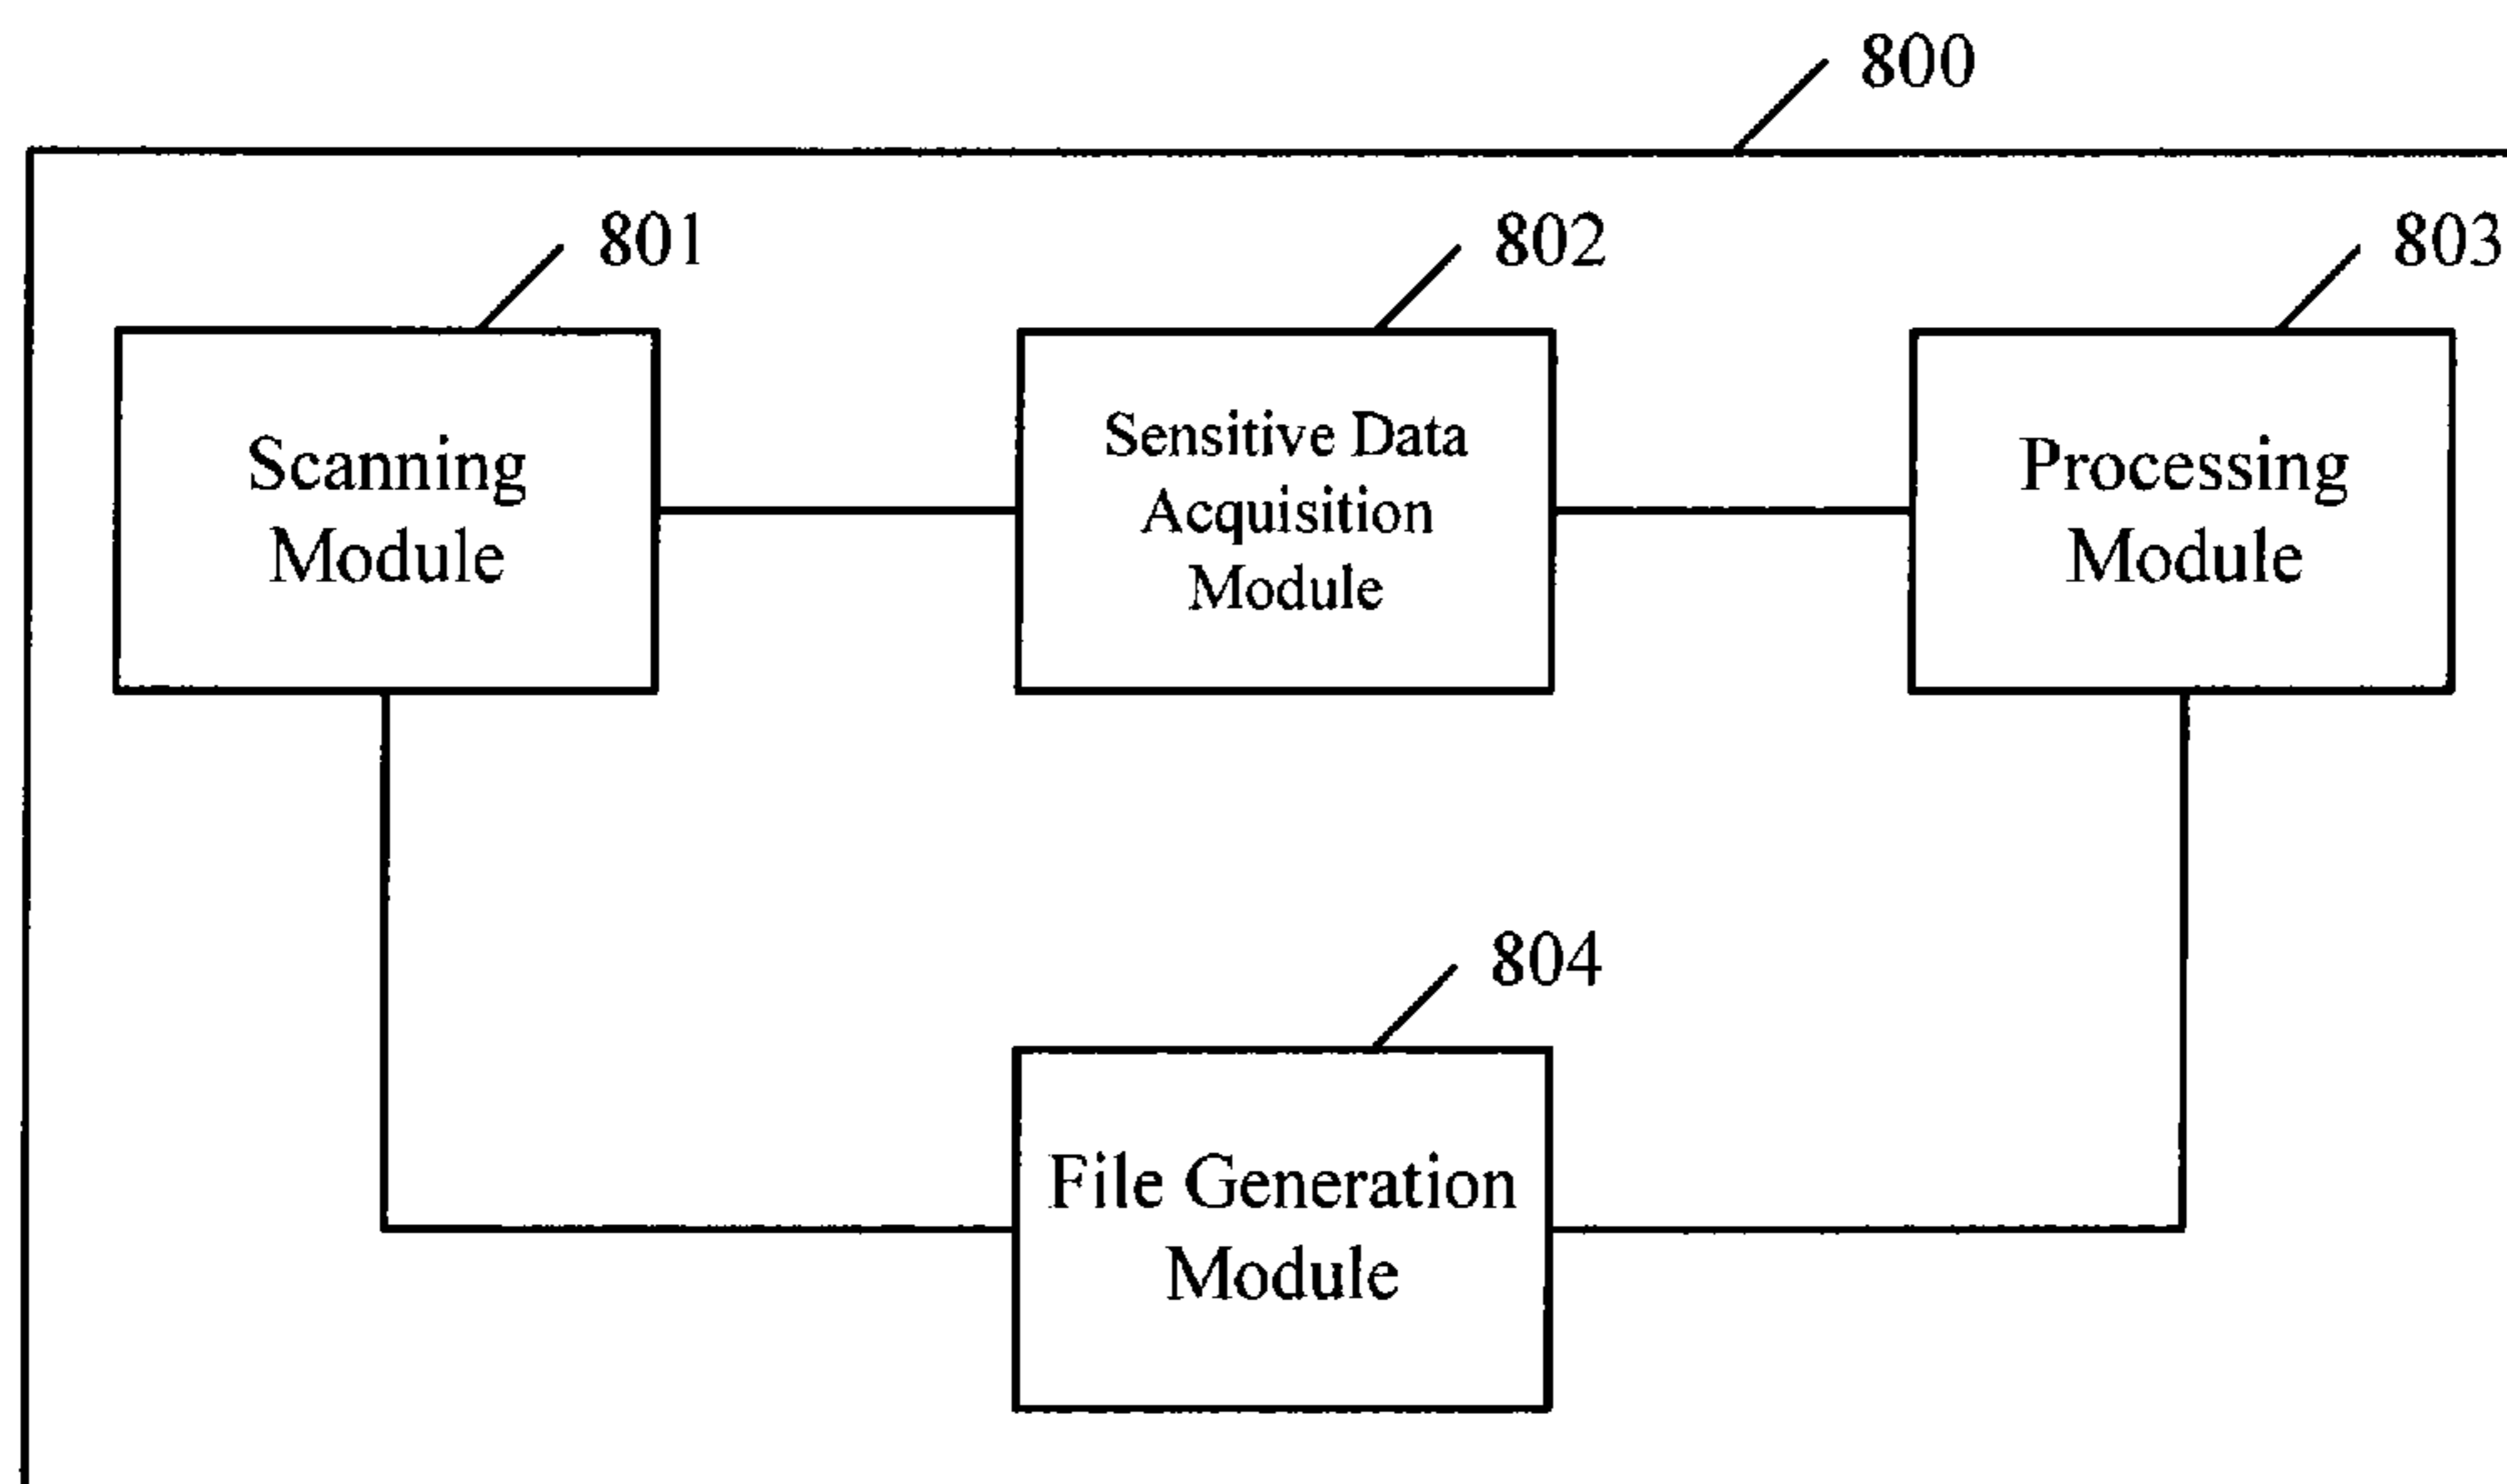 800
801
802
803
Scanning
Module
Sensitive Data
Acquisition
Module
Processing
Module
804
File Generation
Module